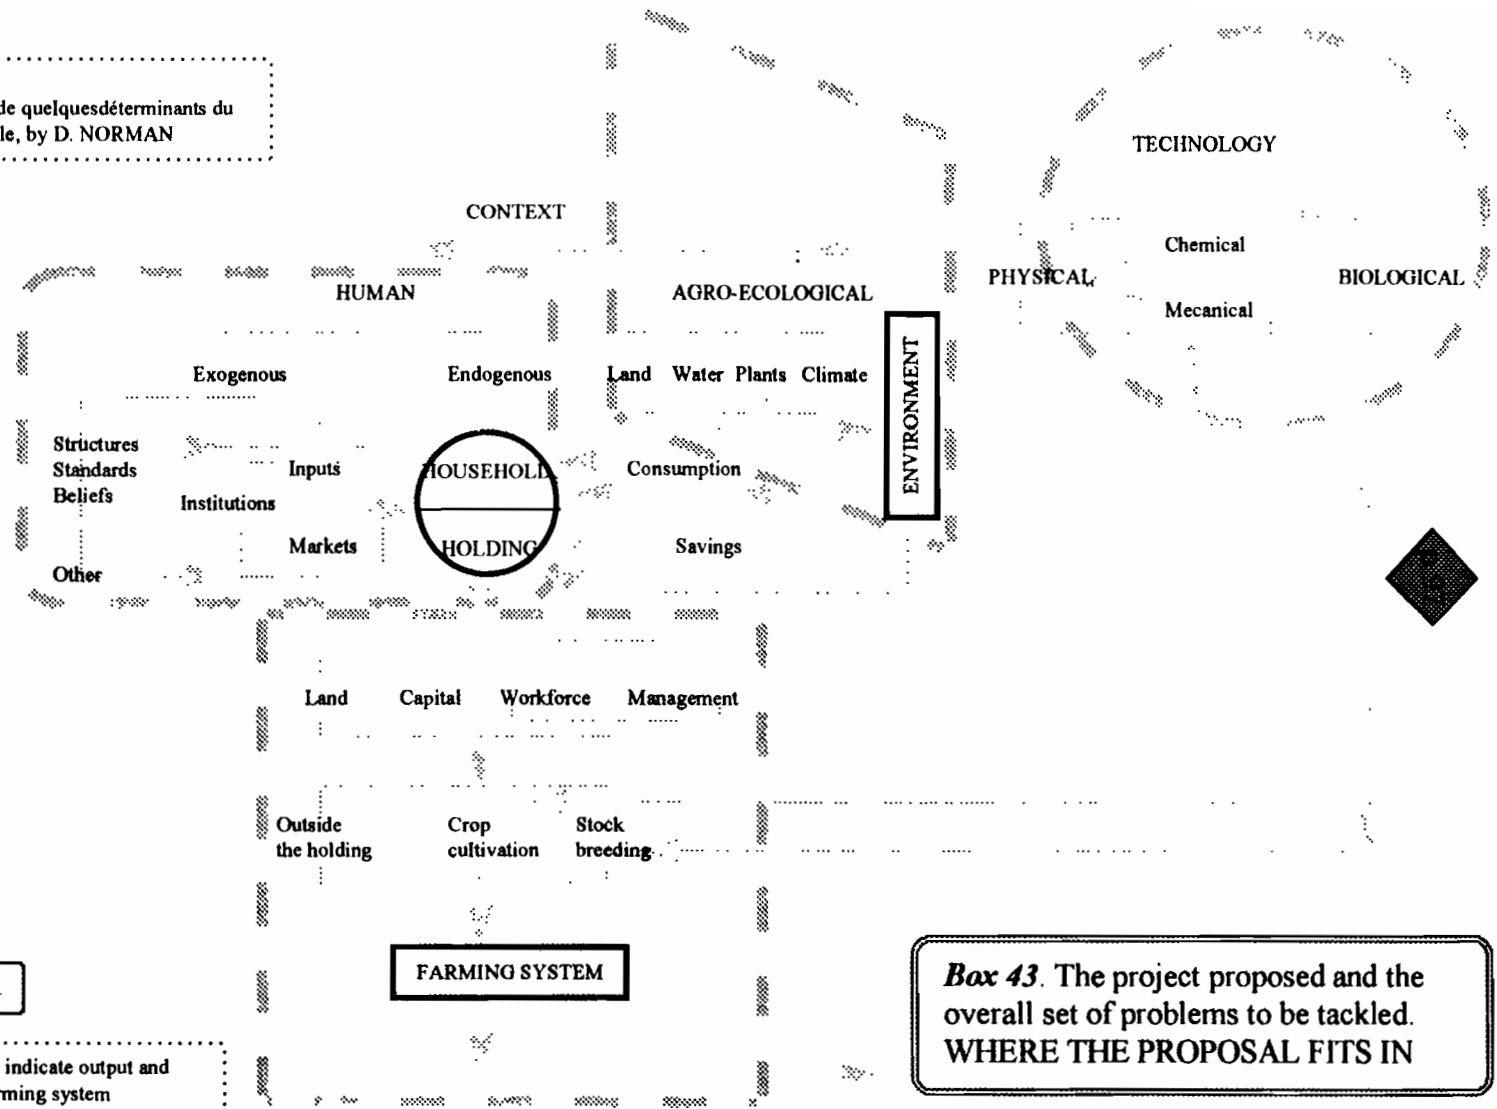 de quelquesdéterminants du
le, by D. NORMAN
TECHNOLOGY
CONTEXT
Chemical
PHYSICAL
BIOLOGICAL
HUMAN
AGRO-ECOLOGICAL
Mecanical
ENVIRONMENT
Exogenous
Endogenous
Land Water Plants Climate
Structures
Standards
Beliefs
Inputs
HOUSEHOLD
Consumption
Institutions
Markets
HOLDING
Savings
Other
Land Capital Workforce Management
Outside
the holding
Crop
cultivation
Stock
breeding
FARMING SYSTEM
Box 43. The project proposed and the
overall set of problems to be tackled.
WHERE THE PROPOSAL FITS IN
indicate output and
rming system